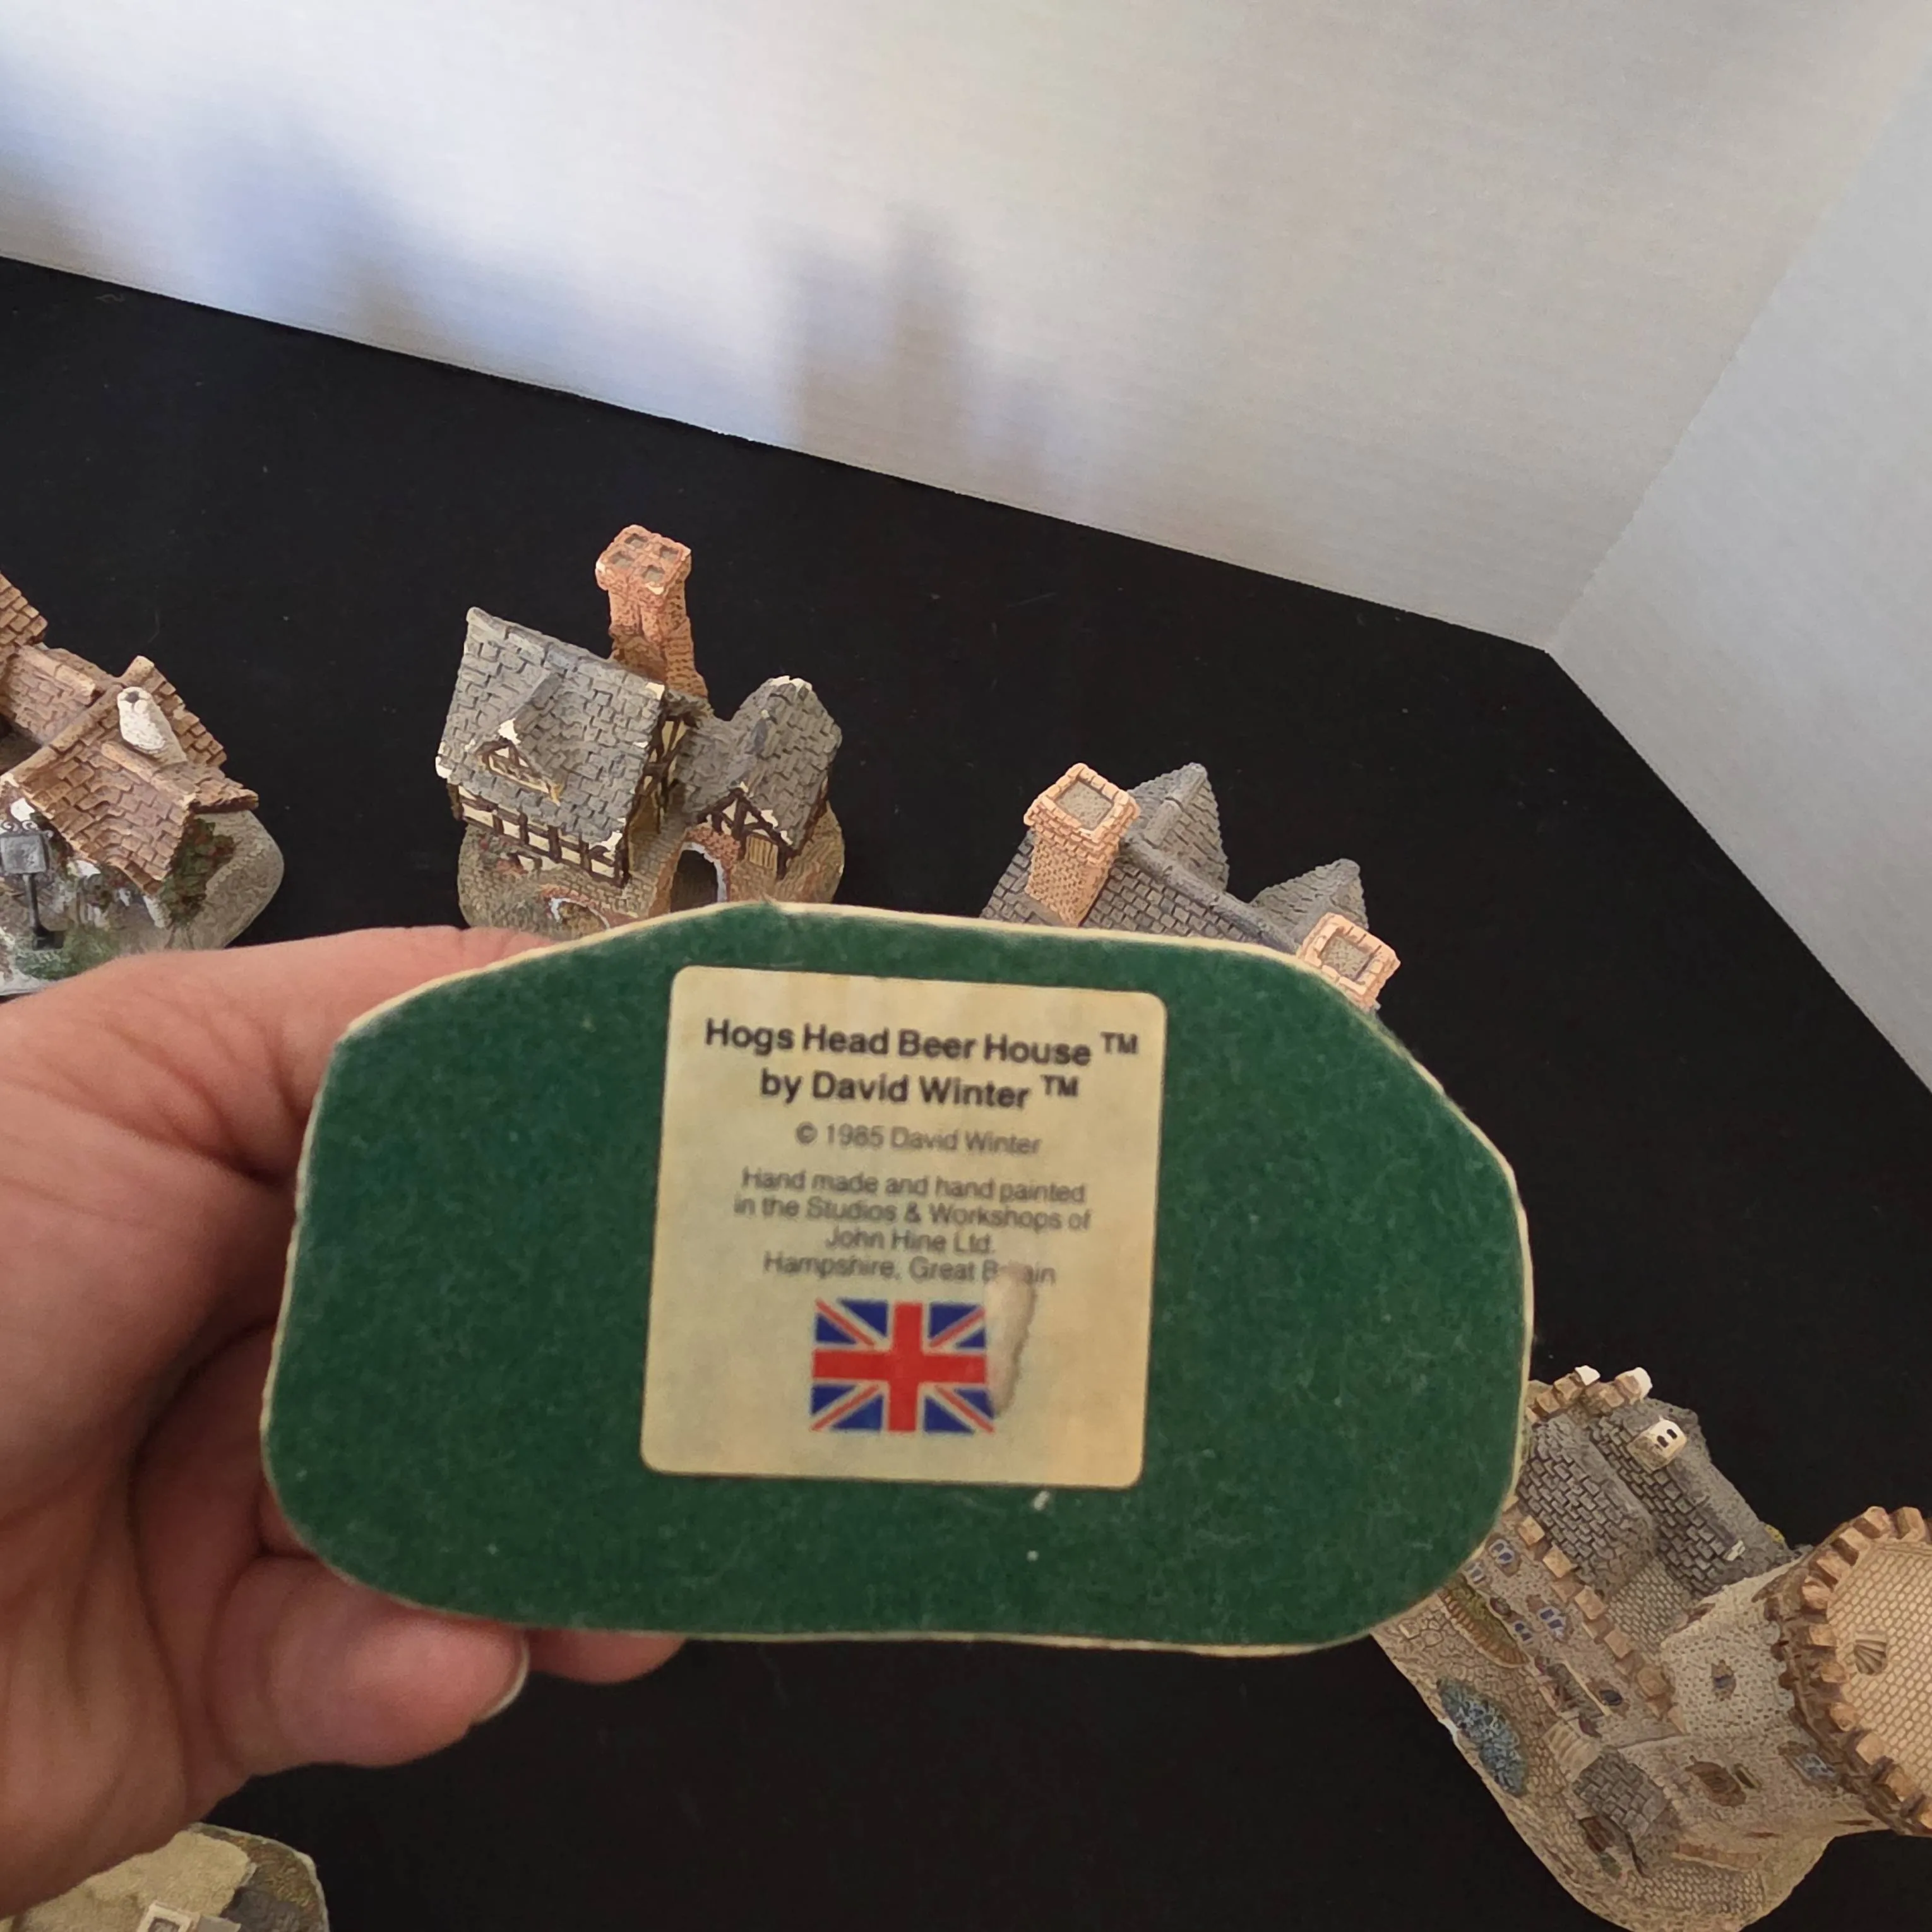 Hogs Head Beer House ™
by David Winter ™
© 1985 David Winter
Hand made and hand painted
in the Studios & Workshops of
John Hine Ltd.
Hampshire, Great Britain